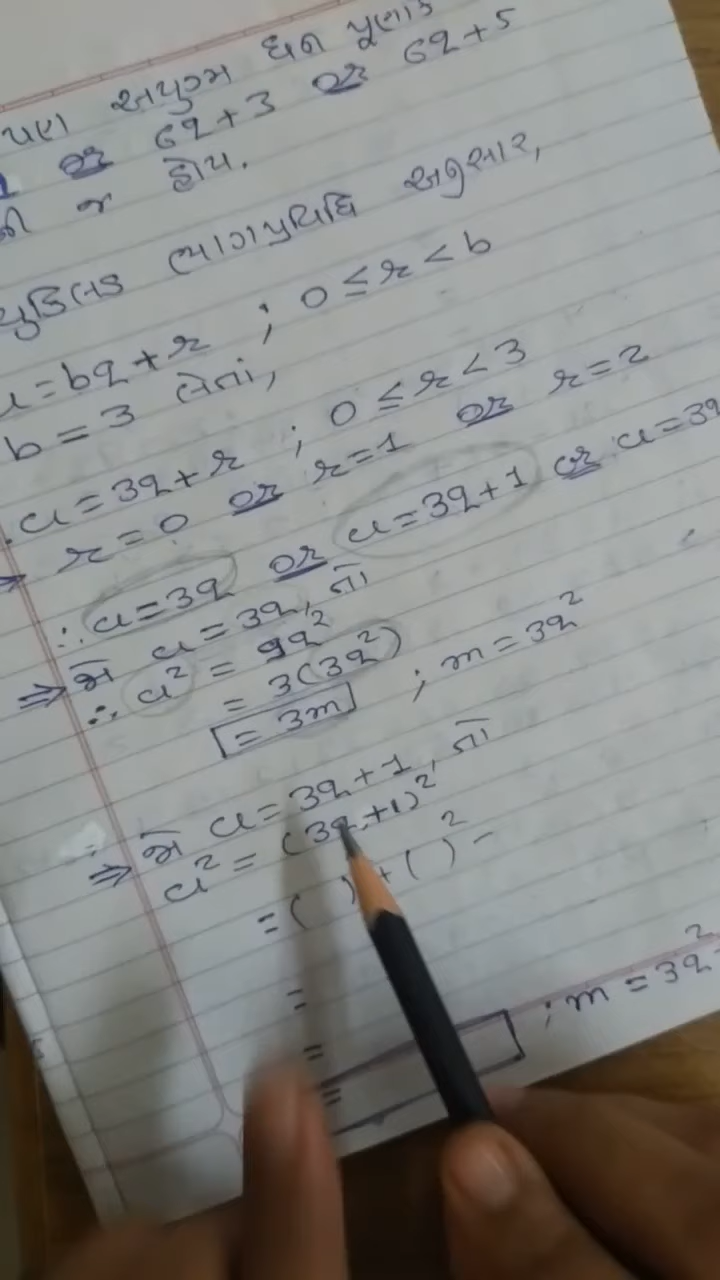 પણ અયુગ્મ ધન પૂર્ણાંક
or 6q+3 or 6q+5
જ હોય.
યુક્લિડ ભાગપ્રવિધિ અનુસાર,
a=bq+r ; 0≤r<b
b=3 લેતાં,
a=3q+r ; 0≤r<3
⇒ r=0 or r=1 or r=2
∴ a=3q or a=3q+1 or a=3q
⇒ જો a=3q, તો
∴ a² = 9q²
= 3(3q²)
= 3m ; m=3q²
⇒ જો a=3q+1, તો
a² = (3q+1)²
=( )²+( )²
=
=
= ; m=3q²